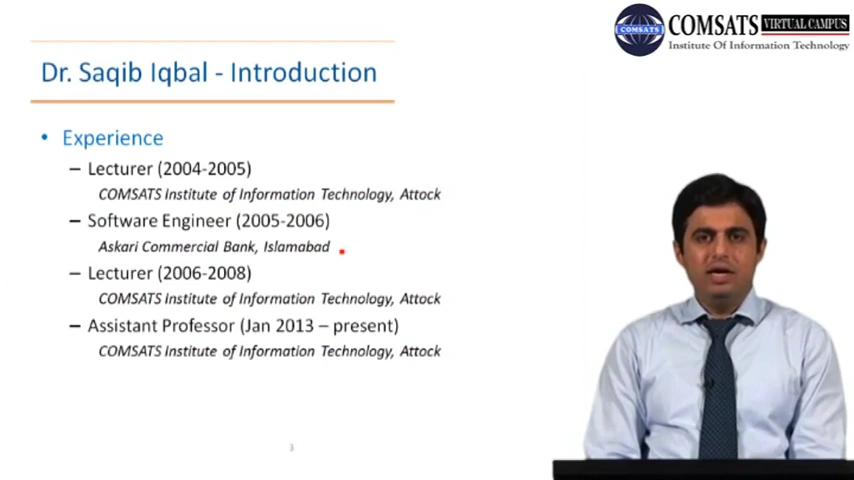 COMSATS VIRTUAL CAMPUS
Institute Of Information Technology
Dr. Saqib Iqbal - Introduction
• Experience
– Lecturer (2004-2005)
COMSATS Institute of Information Technology, Attock
– Software Engineer (2005-2006)
Askari Commercial Bank, Islamabad
– Lecturer (2006-2008)
COMSATS Institute of Information Technology, Attock
– Assistant Professor (Jan 2013 – present)
COMSATS Institute of Information Technology, Attock
3